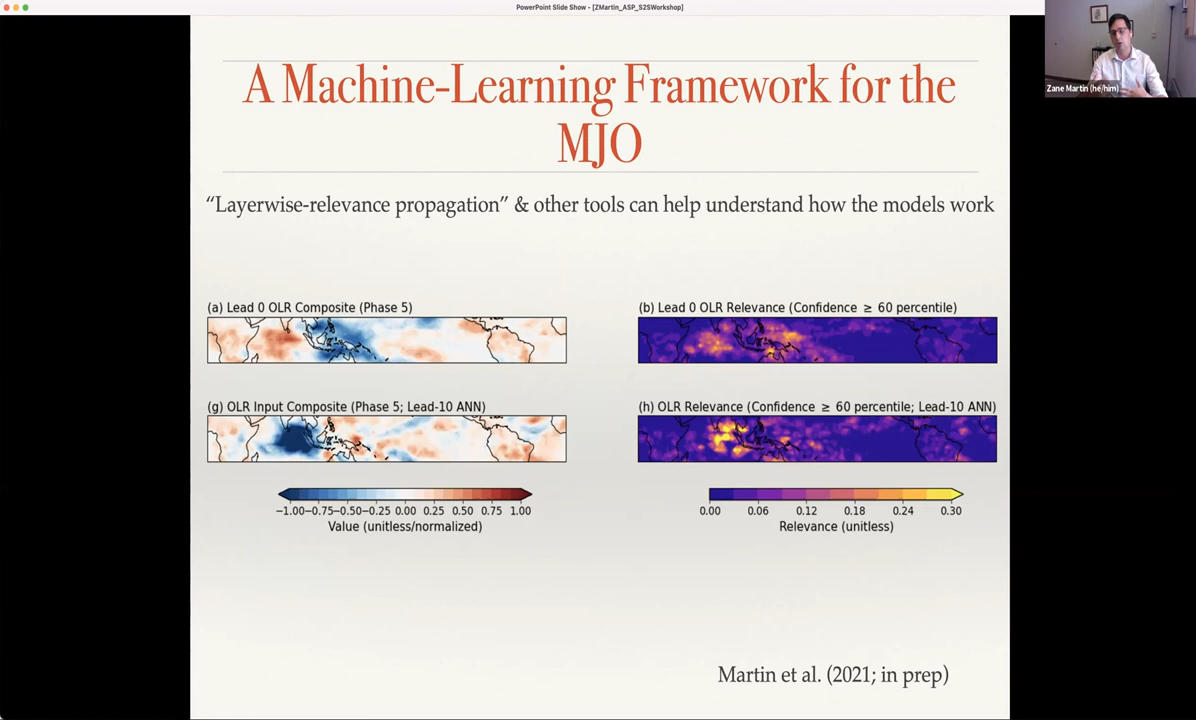 PowerPoint Slide Show - [ZMartin_ASP_S2SWorkshop]
Zane Martin (he/him)
A Machine-Learning Framework for the
MJO
“Layerwise-relevance propagation” & other tools can help understand how the models work
(a) Lead 0 OLR Composite (Phase 5)
(b) Lead 0 OLR Relevance (Confidence ≥ 60 percentile)
(g) OLR Input Composite (Phase 5; Lead-10 ANN)
(h) OLR Relevance (Confidence ≥ 60 percentile; Lead-10 ANN)
−1.00 −0.75 −0.50 −0.25 0.00 0.25 0.50 0.75 1.00
Value (unitless/normalized)
0.00 0.06 0.12 0.18 0.24 0.30
Relevance (unitless)
Martin et al. (2021; in prep)